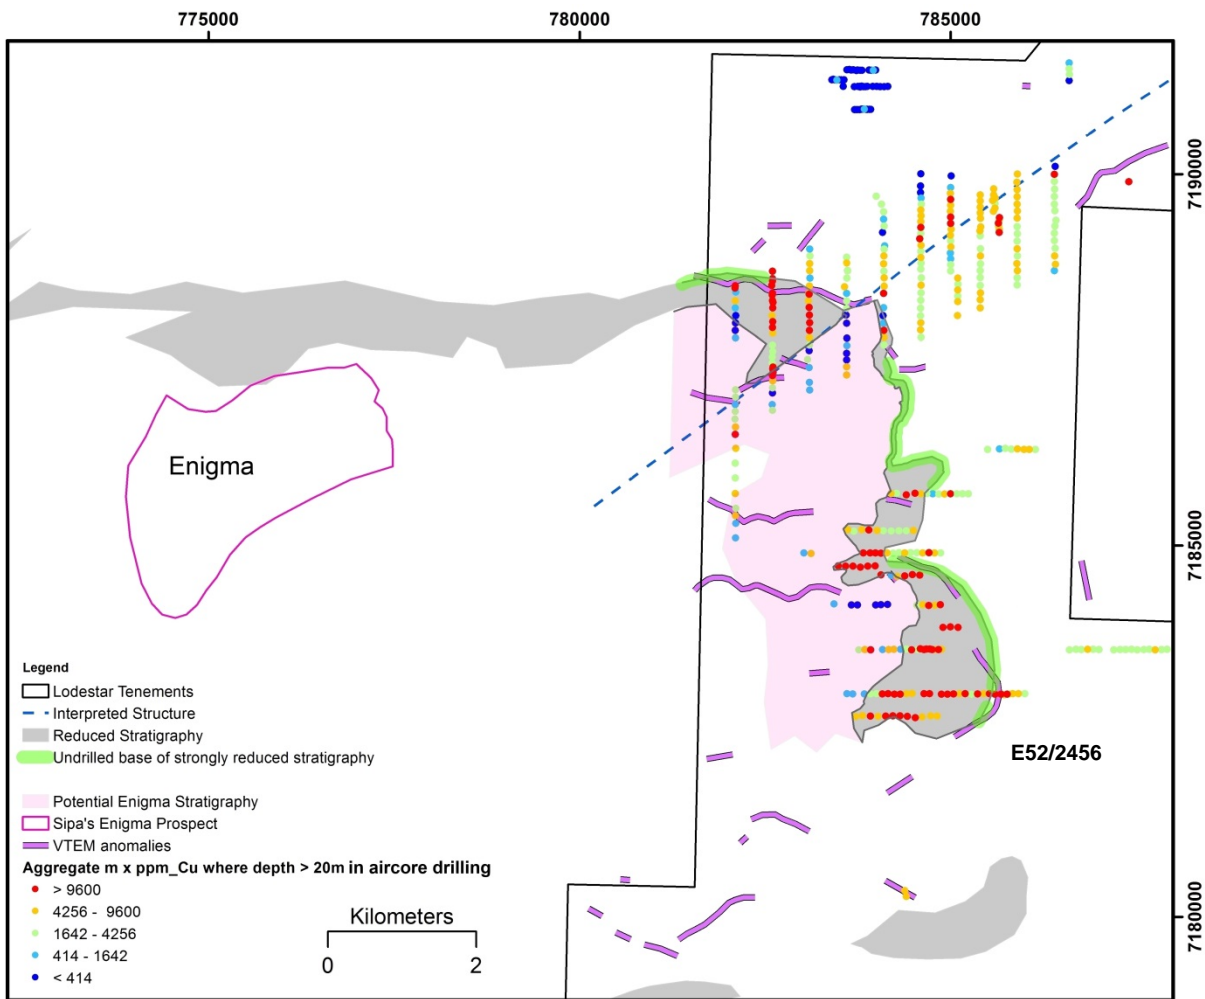 775000
780000
785000
7190000
Enigma
7185000
Legend
Lodestar Tenements
Interpreted Structure
Reduced Stratigraphy
Undrilled base of strongly reduced stratigraphy
E52/2456
Potential Enigma Stratigraphy
Sipa's Enigma Prospect
VTEM anomalies
Aggregate m x ppm_Cu where depth > 20m in aircore drilling
> 9600
4256 - 9600
1642 - 4256
414 - 1642
< 414
Kilometers
0
2
7180000